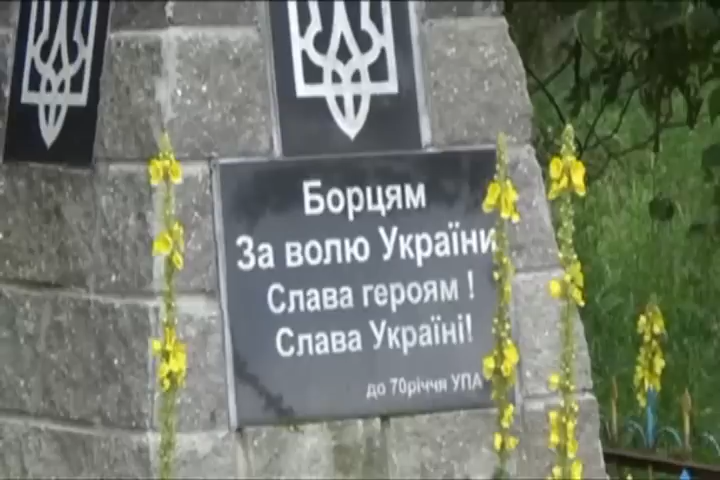 Борцям
За волю України
Слава героям !
Слава Україні!
до 70річчя УПА